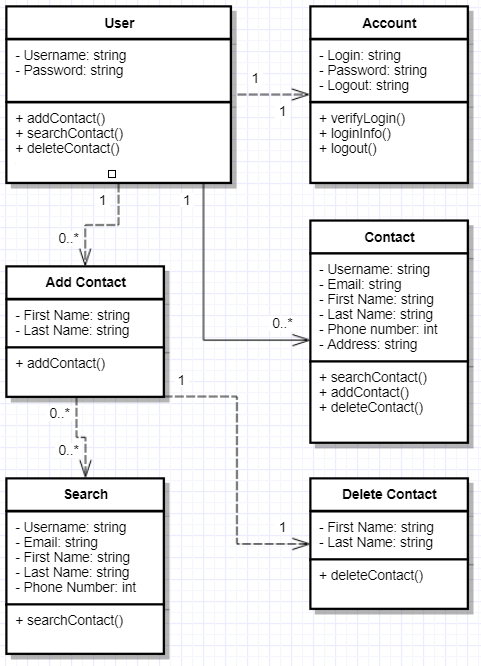 User
- Username: string
- Password: string
+ addContact()
+ searchContact()
+ deleteContact()
Account
- Login: string
- Password: string
- Logout: string
+ verifyLogin()
+ loginInfo()
+ logout()
1
1
1
0..*
1
0..*
Add Contact
- First Name: string
- Last Name: string
+ addContact()
Contact
- Username: string
- Email: string
- First Name: string
- Last Name: string
- Phone number: int
- Address: string
+ searchContact()
+ addContact()
+ deleteContact()
0..*
0..*
1
1
Search
- Username: string
- Email: string
- First Name: string
- Last Name: string
- Phone Number: int
+ searchContact()
Delete Contact
- First Name: string
- Last Name: string
+ deleteContact()